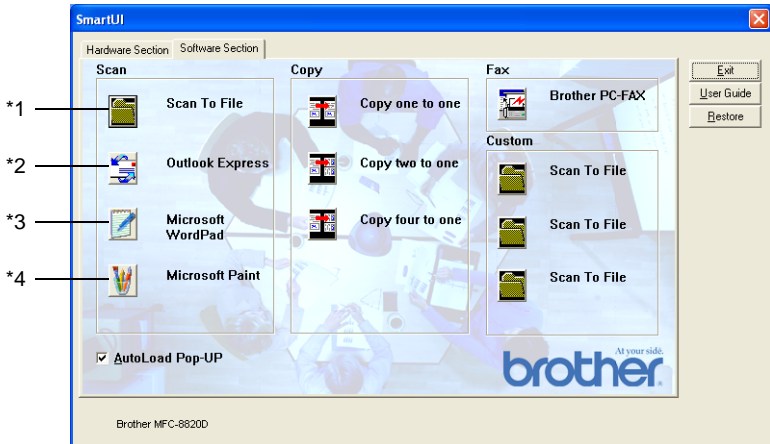 SmartUI
Hardware Section
Software Section
Scan
*1
Scan To File
*2
Outlook Express
*3
Microsoft
WordPad
*4
Microsoft Paint
Copy
Copy one to one
Copy two to one
Copy four to one
Fax
Brother PC-FAX
Custom
Scan To File
Scan To File
Scan To File
Exit
User Guide
Restore
AutoLoad Pop-UP
At your side.
brother
Brother MFC-8820D